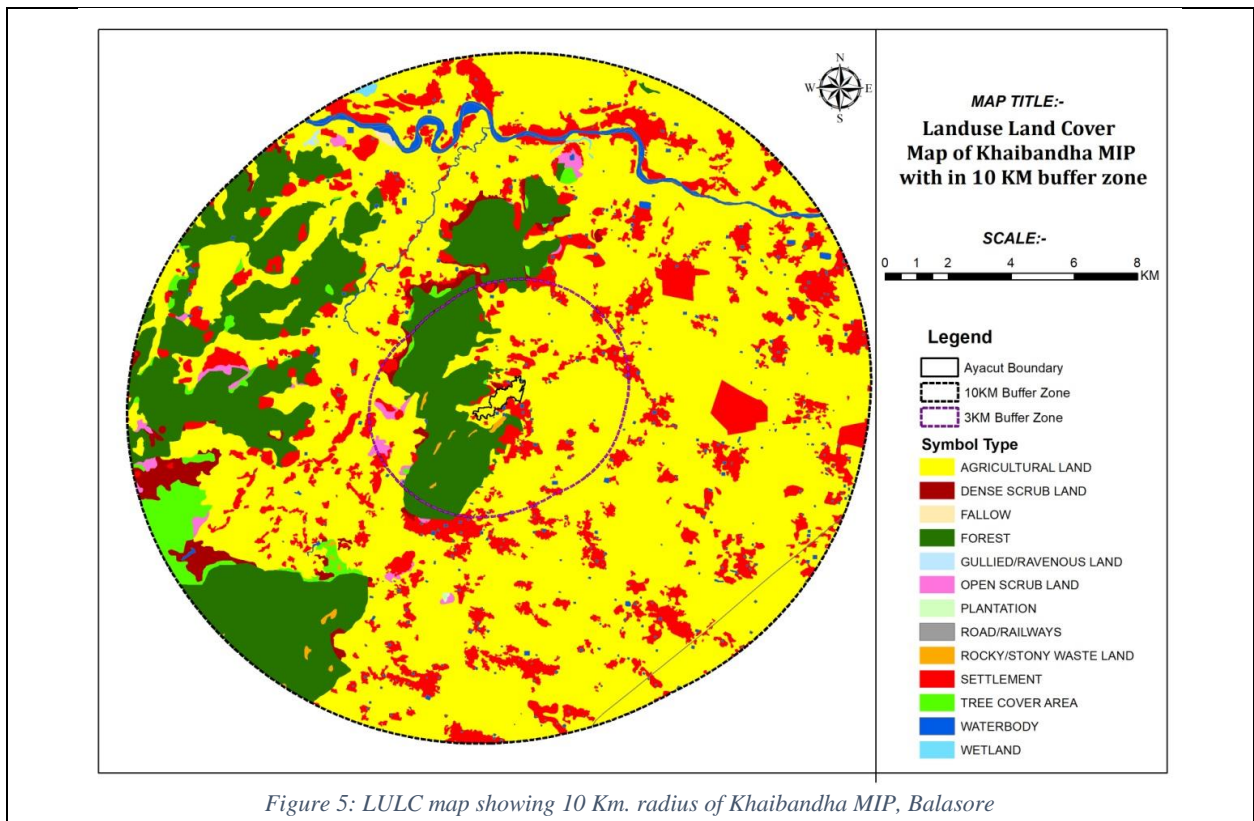 N
W E
S
MAP TITLE:-
Landuse Land Cover
Map of Khaibandha MIP
with in 10 KM buffer zone
SCALE:-
0 1 2 4 6 8
KM
Legend
Ayacut Boundary
10KM Buffer Zone
3KM Buffer Zone
Symbol Type
AGRICULTURAL LAND
DENSE SCRUB LAND
FALLOW
FOREST
GULLIED/RAVENOUS LAND
OPEN SCRUB LAND
PLANTATION
ROAD/RAILWAYS
ROCKY/STONY WASTE LAND
SETTLEMENT
TREE COVER AREA
WATERBODY
WETLAND
Figure 5: LULC map showing 10 Km. radius of Khaibandha MIP, Balasore